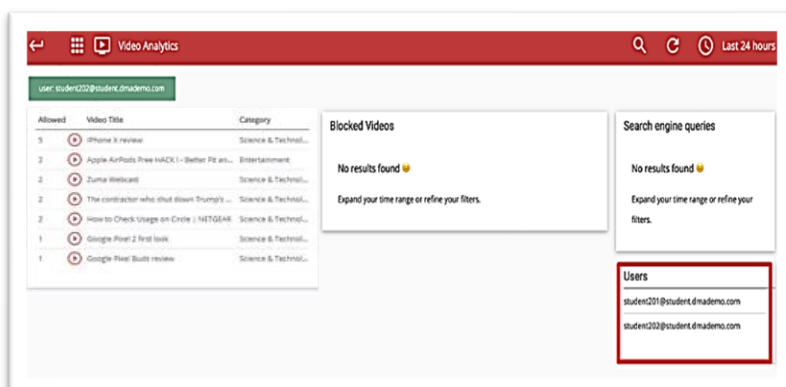 Video Analytics
Last 24 hours
user: student202@student.dmademo.com
Allowed Video Title Category
5 iPhone X review Science & Technol...
2 Apple AirPods Free HACK! - Better Fit an... Entertainment
2 Zuma Webcast Science & Technol...
2 The contractor who shut down Trump's ... Science & Technol...
2 How to Check Usage on Circle | NETGEAR Science & Technol...
1 Google Pixel 2 first look Science & Technol...
1 Google Pixel Buds review Science & Technol...
Blocked Videos
No results found
Expand your time range or refine your filters.
Search engine queries
No results found
Expand your time range or refine your
filters.
Users
student201@student.dmademo.com
student202@student.dmademo.com